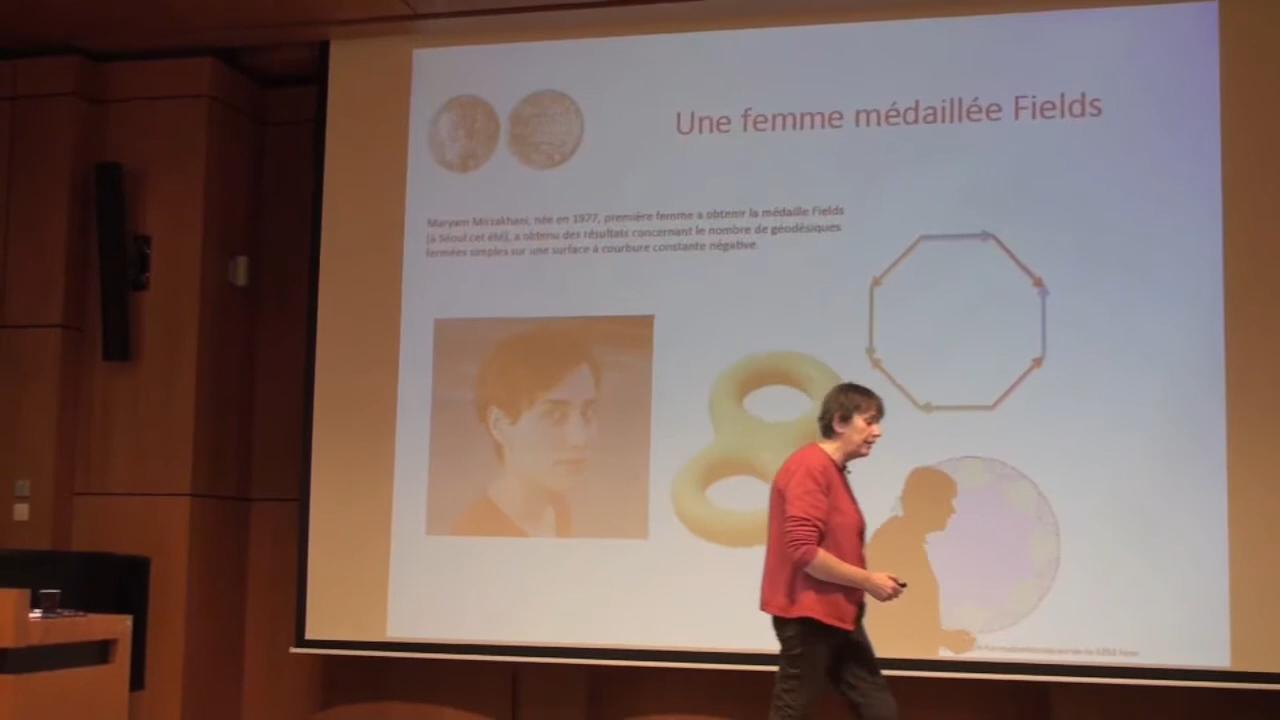 Une femme médaillée Fields
Maryam Mirzakhani, née en 1977, première femme a obtenir la médaille Fields
(à Séoul cet été), a obtenu des résultats concernant le nombre de géodésiques
fermées simples sur une surface à courbure constante négative.